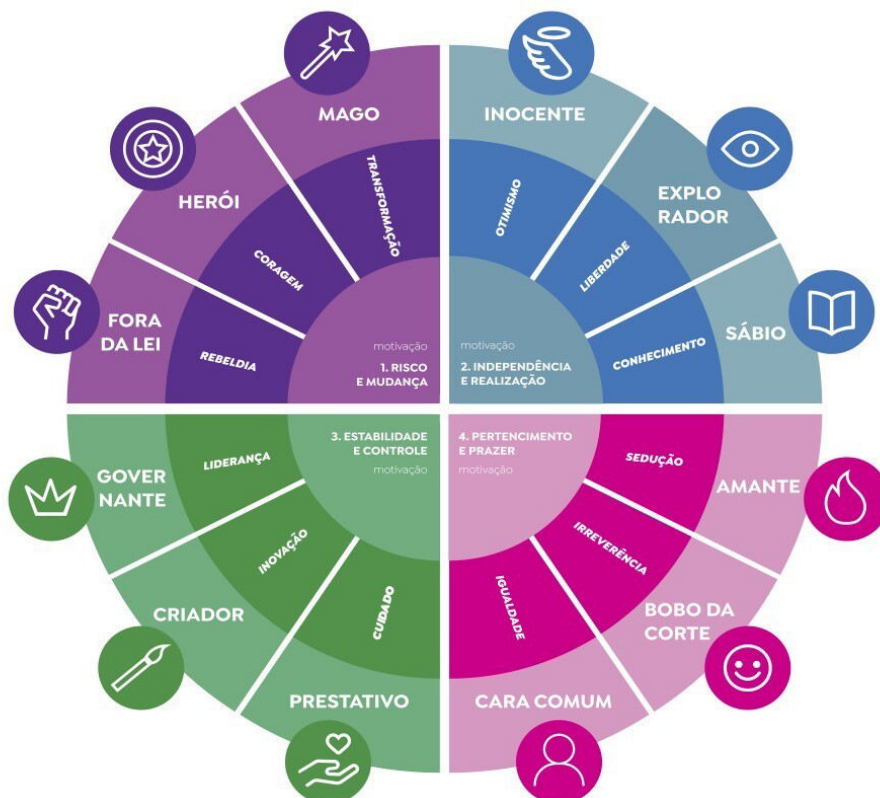 MAGO
TRANSFORMAÇÃO
HERÓI
CORAGEM
FORA
DA LEI
REBELDIA
motivação
1. RISCO
E MUDANÇA
INOCENTE
OTIMISMO
EXPLO
RADOR
LIBERDADE
SÁBIO
CONHECIMENTO
motivação
2. INDEPENDÊNCIA
E REALIZAÇÃO
3. ESTABILIDADE
E CONTROLE
motivação
GOVER
NANTE
LIDERANÇA
CRIADOR
INOVAÇÃO
PRESTATIVO
CUIDADO
4. PERTENCIMENTO
E PRAZER
motivação
SEDUÇÃO
AMANTE
IRREVERÊNCIA
BOBO DA
CORTE
IGUALDADE
CARA COMUM